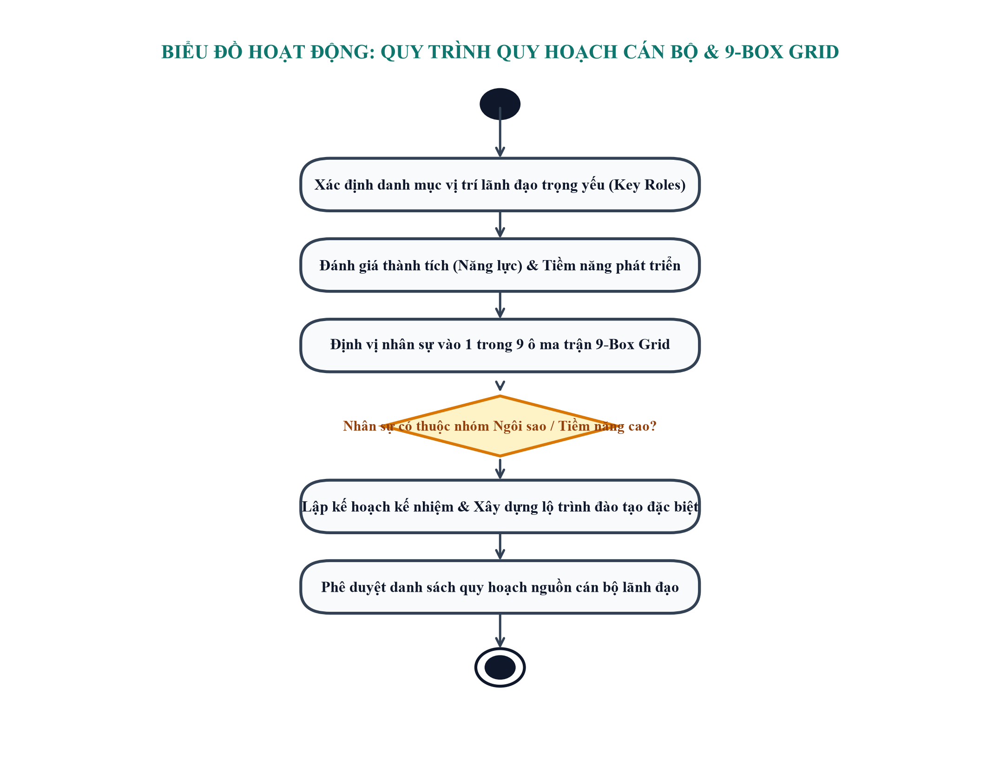 BIỂU ĐỒ HOẠT ĐỘNG: QUY TRÌNH QUY HOẠCH CÁN BỘ & 9-BOX GRID
Xác định danh mục vị trí lãnh đạo trọng yếu (Key Roles)
Đánh giá thành tích (Năng lực) & Tiềm năng phát triển
Định vị nhân sự vào 1 trong 9 ô ma trận 9-Box Grid
Nhân sự có thuộc nhóm Ngôi sao / Tiềm năng cao?
Lập kế hoạch kế nhiệm & Xây dựng lộ trình đào tạo đặc biệt
Phê duyệt danh sách quy hoạch nguồn cán bộ lãnh đạo